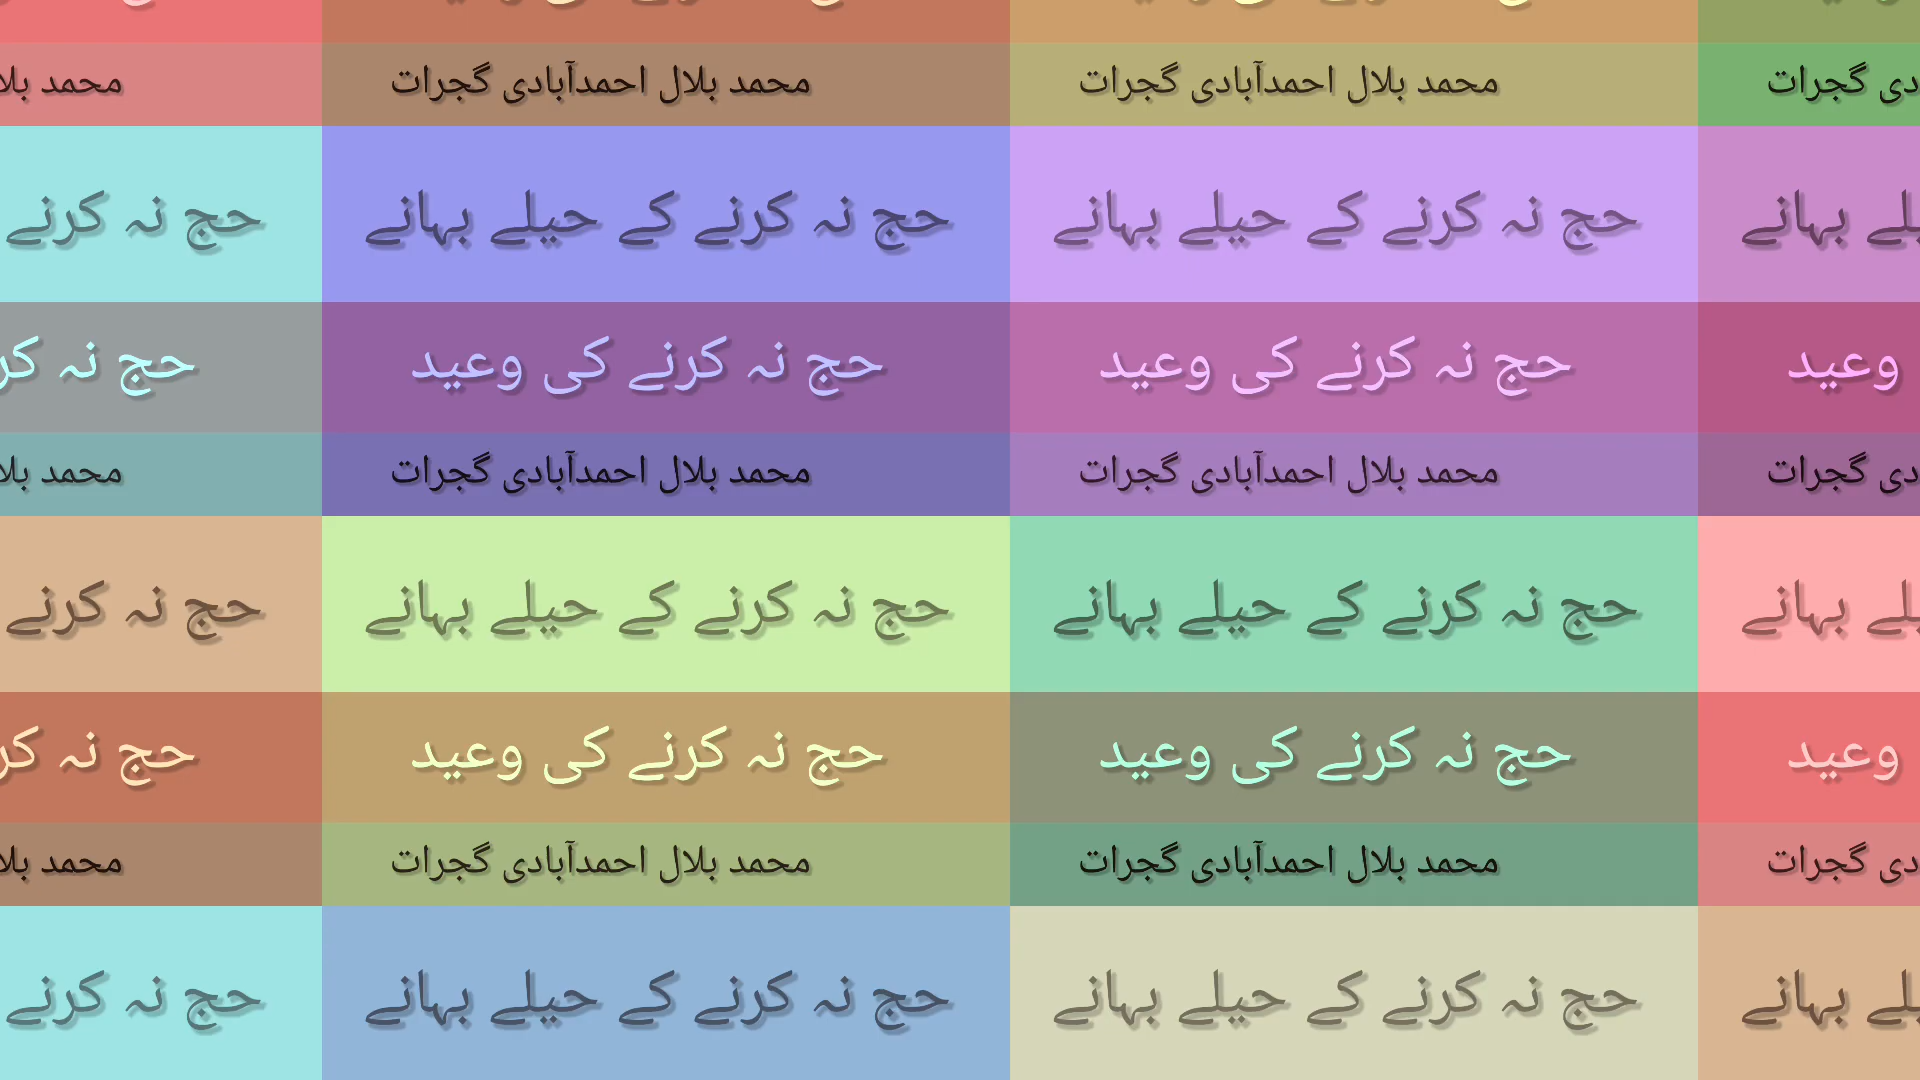 محمد بلال احمدآبادی گجرات
محمد بلال احمدآبادی گجرات
حج نہ کرنے کے حیلے بہانے
حج نہ کرنے کے حیلے بہانے
حج نہ کرنے کی وعید
حج نہ کرنے کی وعید
محمد بلال احمدآبادی گجرات
محمد بلال احمدآبادی گجرات
حج نہ کرنے کے حیلے بہانے
حج نہ کرنے کے حیلے بہانے
حج نہ کرنے کی وعید
حج نہ کرنے کی وعید
محمد بلال احمدآبادی گجرات
محمد بلال احمدآبادی گجرات
حج نہ کرنے کے حیلے بہانے
حج نہ کرنے کے حیلے بہانے